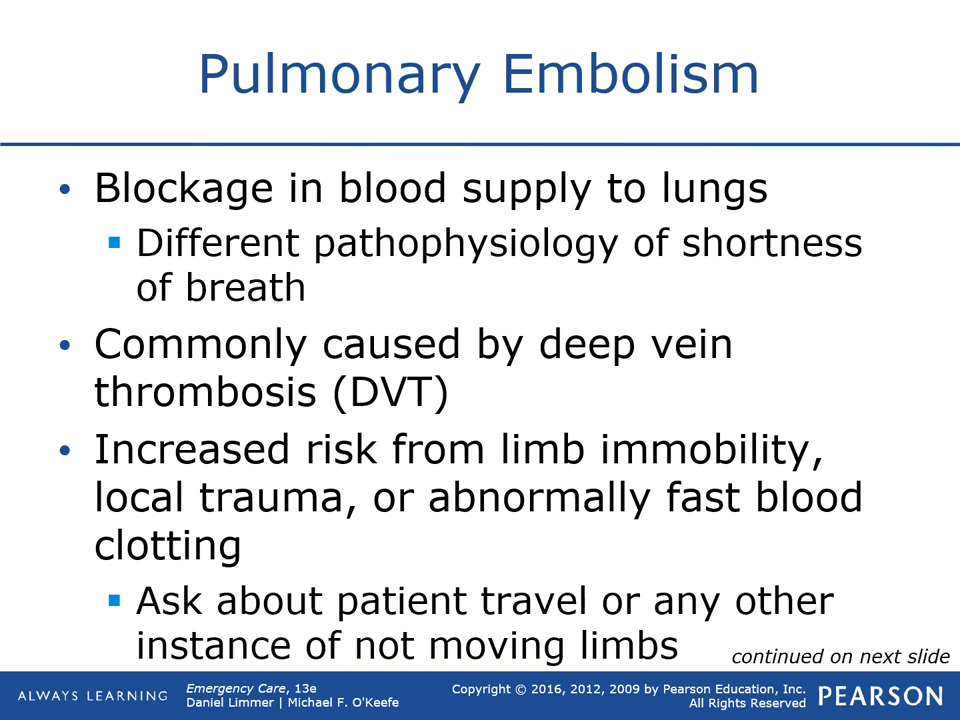 Pulmonary Embolism
• Blockage in blood supply to lungs
▪ Different pathophysiology of shortness
of breath
• Commonly caused by deep vein
thrombosis (DVT)
• Increased risk from limb immobility,
local trauma, or abnormally fast blood
clotting
▪ Ask about patient travel or any other
instance of not moving limbs
continued on next slide
ALWAYS LEARNING
Emergency Care, 13e
Daniel Limmer | Michael F. O'Keefe
Copyright © 2016, 2012, 2009 by Pearson Education, Inc.
All Rights Reserved
PEARSON